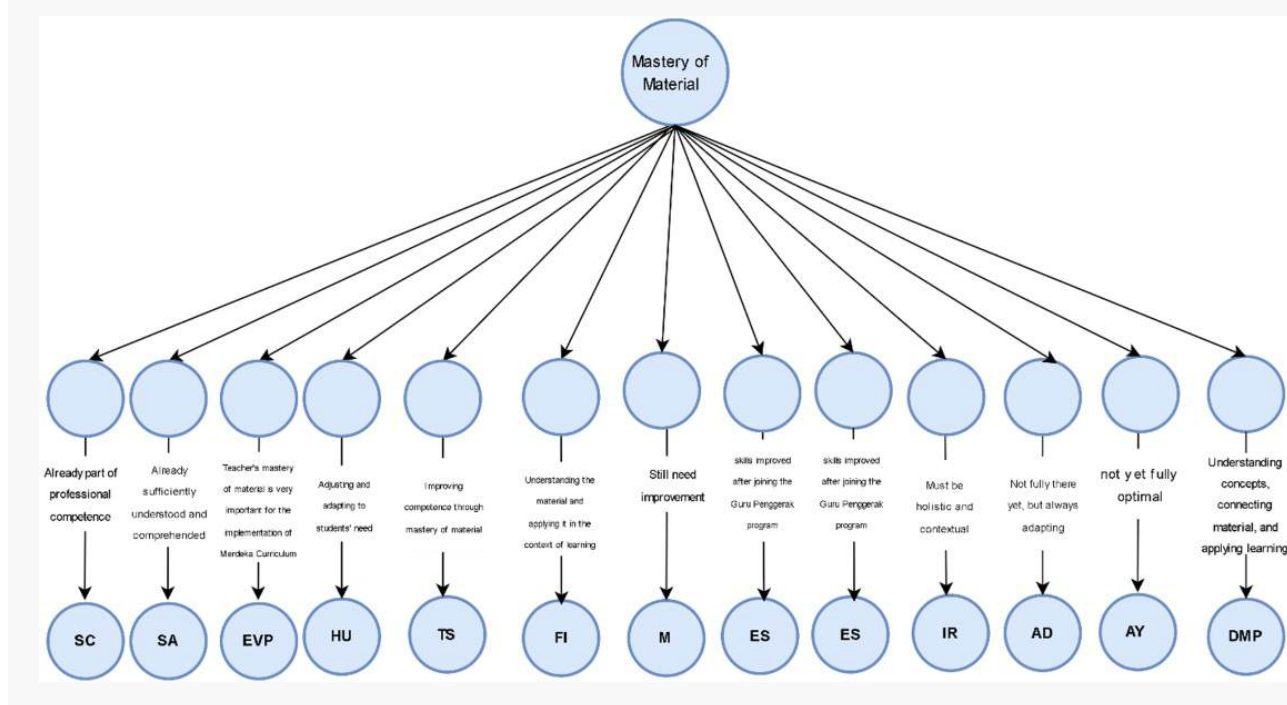 Mastery of
Material
Already part of
professional
competence
Already
sufficiently
understood and
comprehended
Teacher's mastery
of material is very
important for the
implementation of
Merdeka Curriculum
Adjusting and
adapting to
students' need
Improving
competence through
mastery of material
Understanding the
material and
applying it in the
context of learning
Still need
improvement
skills improved
after joining the
Guru Penggerak
program
skills improved
after joining the
Guru Penggerak
program
Must be
holistic and
contextual
Not fully there
yet, but always
adapting
not yet fully
optimal
Understanding
concepts,
connecting
material, and
applying learning
SC
SA
EVP
HU
TS
FI
M
ES
ES
IR
AD
AY
DMP